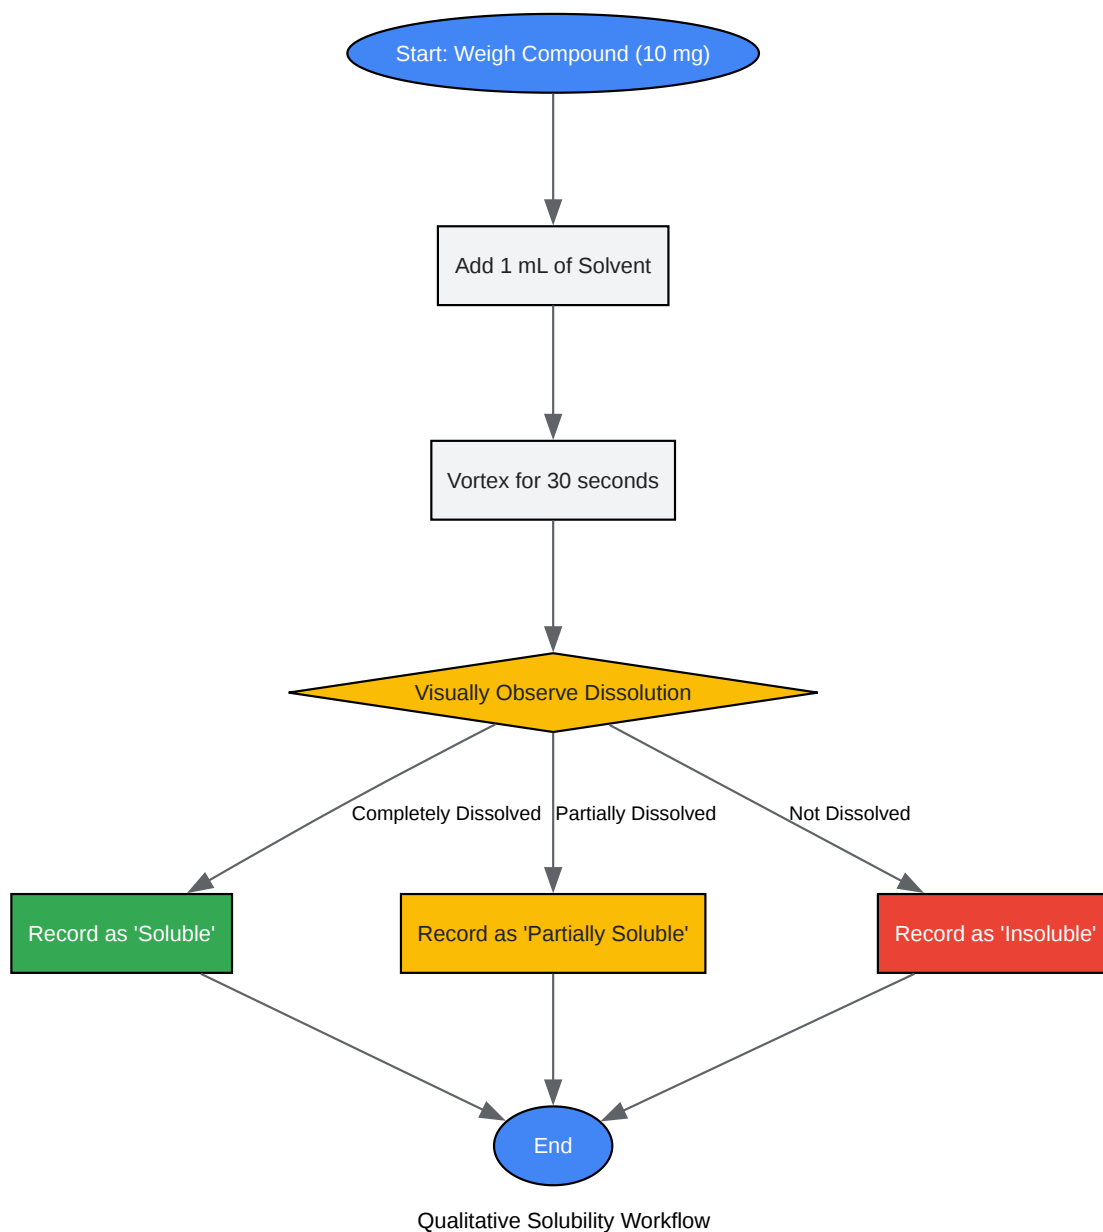 Start: Weigh Compound (10 mg)
Add 1 mL of Solvent
Vortex for 30 seconds
Visually Observe Dissolution
Completely Dissolved
Partially Dissolved
Not Dissolved
Record as 'Soluble'
Record as 'Partially Soluble'
Record as 'Insoluble'
End
Qualitative Solubility Workflow